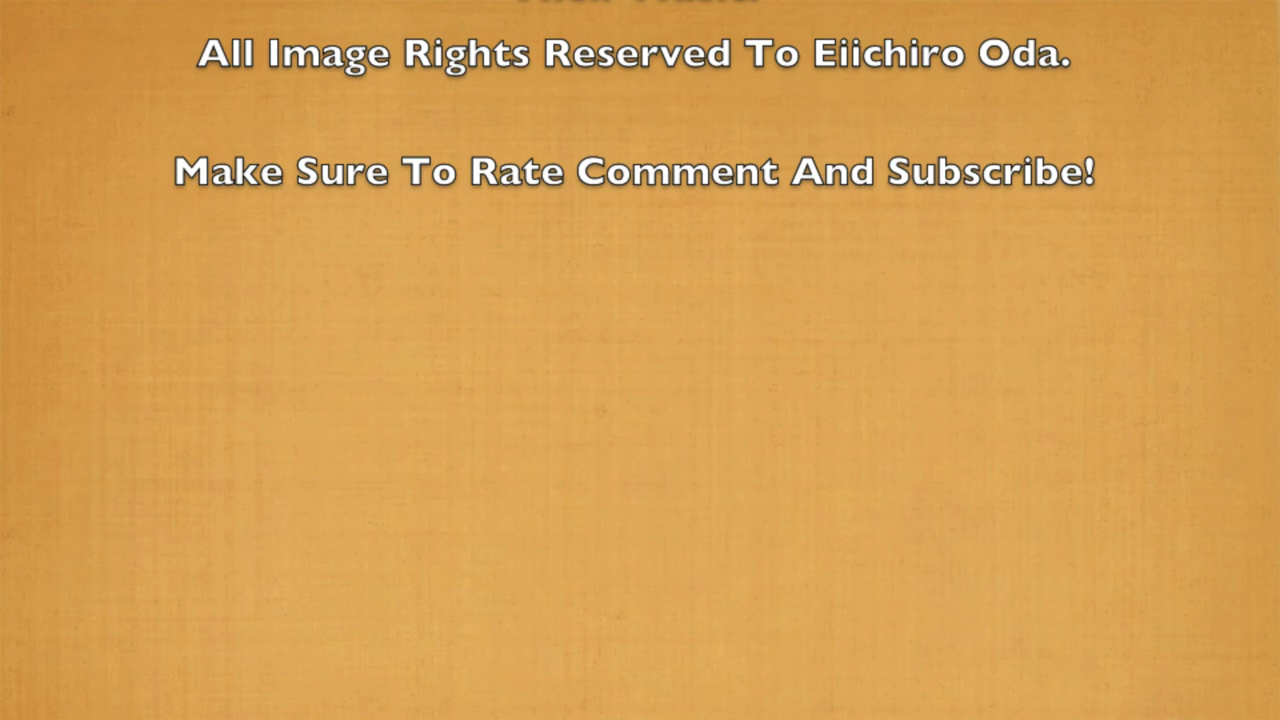 All Image Rights Reserved To Eiichiro Oda.
Make Sure To Rate Comment And Subscribe!